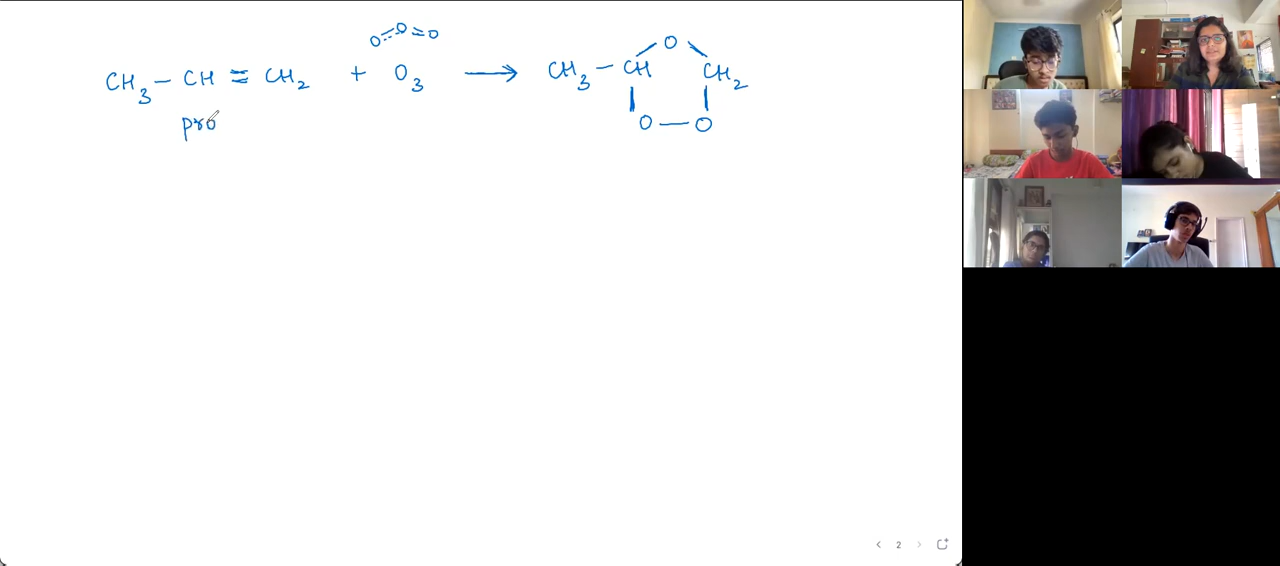 O O = O
CH3 – CH = CH2 + O3 → CH3 – CH O CH2
pro O — O
2